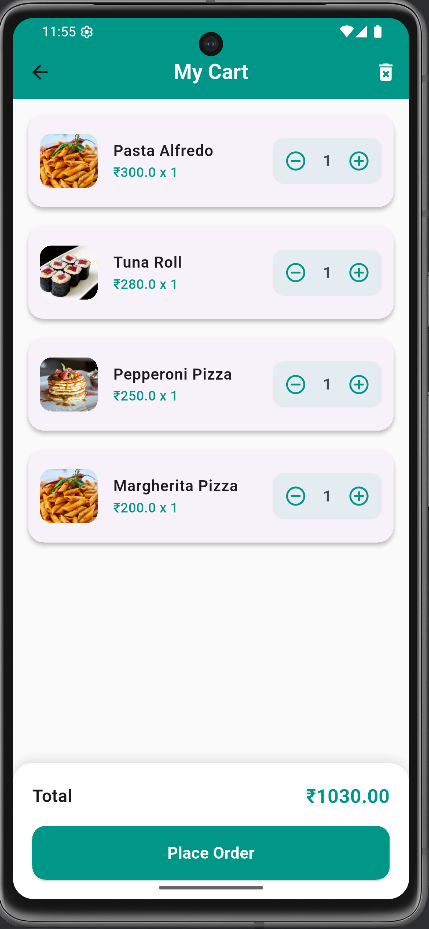 11:55
My Cart
Pasta Alfredo
₹300.0 x 1
1
Tuna Roll
₹280.0 x 1
1
Pepperoni Pizza
₹250.0 x 1
1
Margherita Pizza
₹200.0 x 1
1
Total
₹1030.00
Place Order